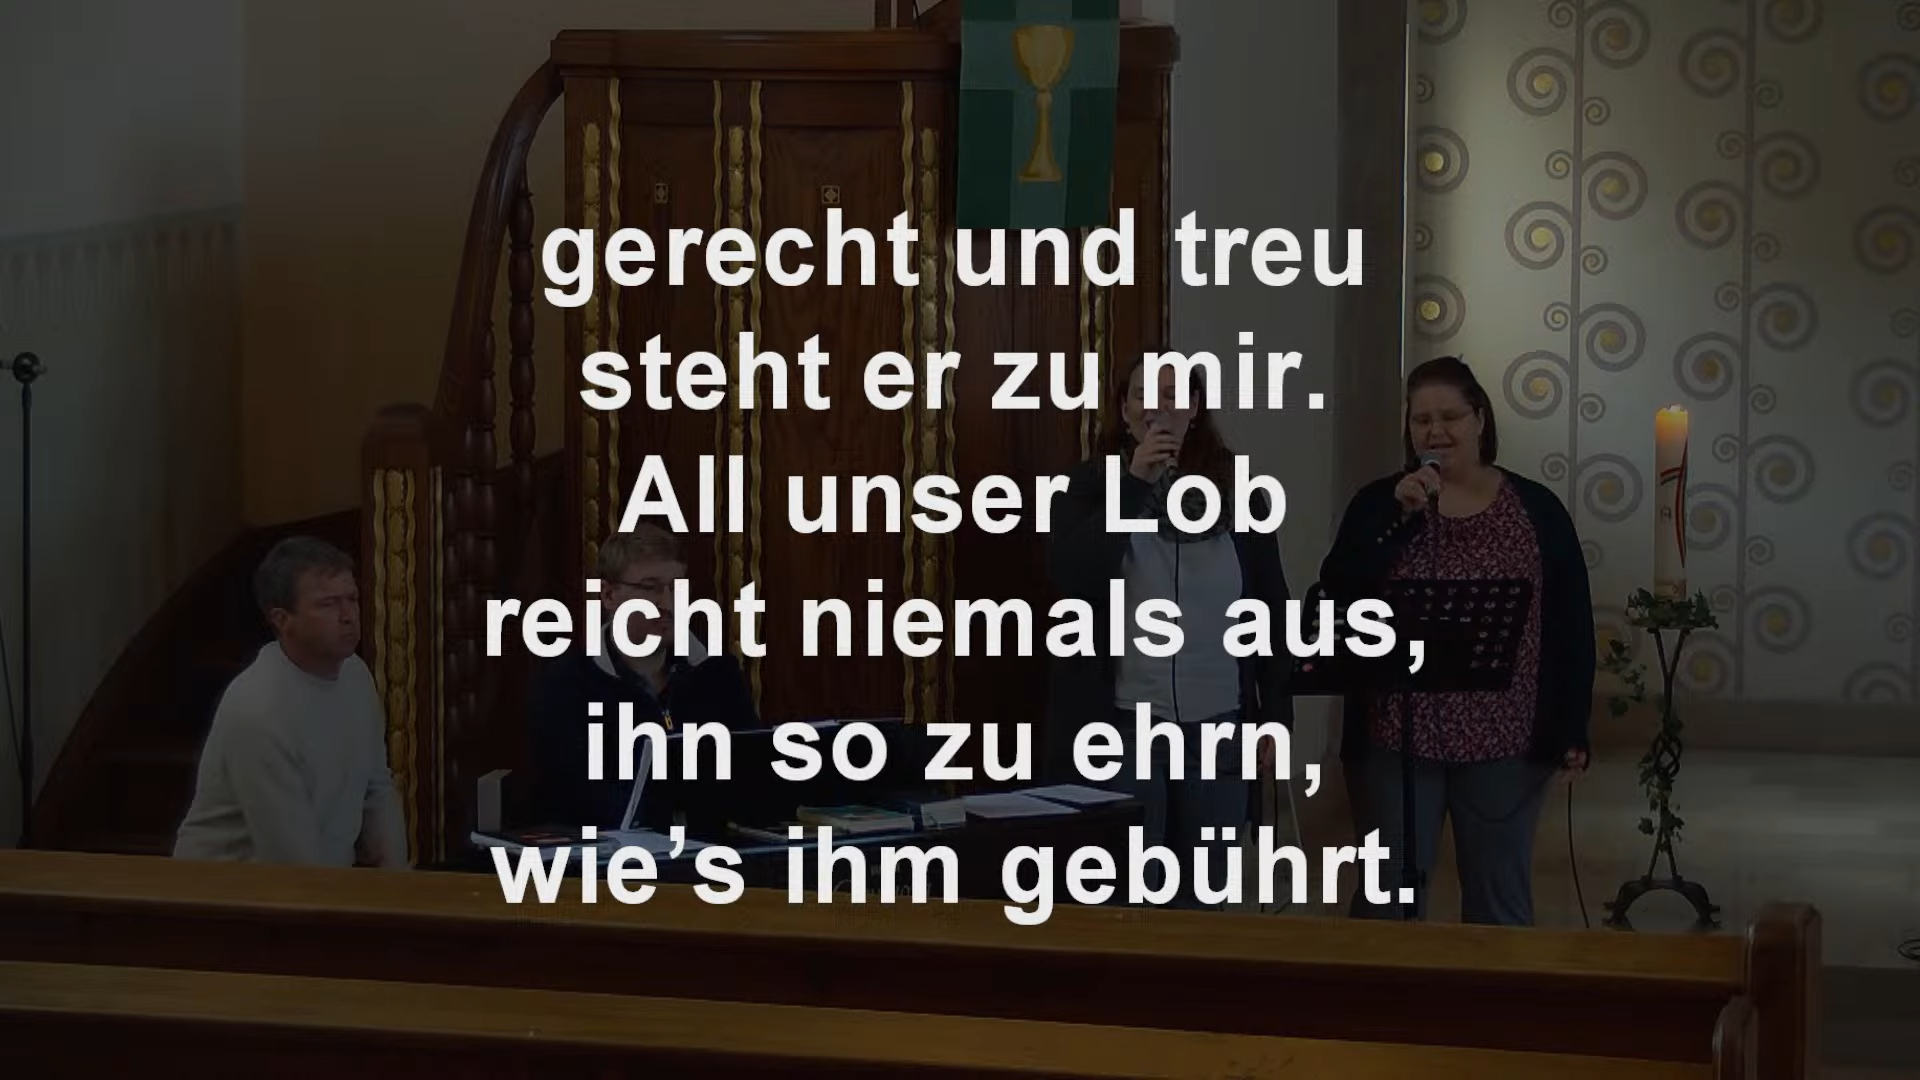 gerecht und treu
steht er zu mir.
All unser Lob
reicht niemals aus,
ihn so zu ehrn,
wie’s ihm gebührt.